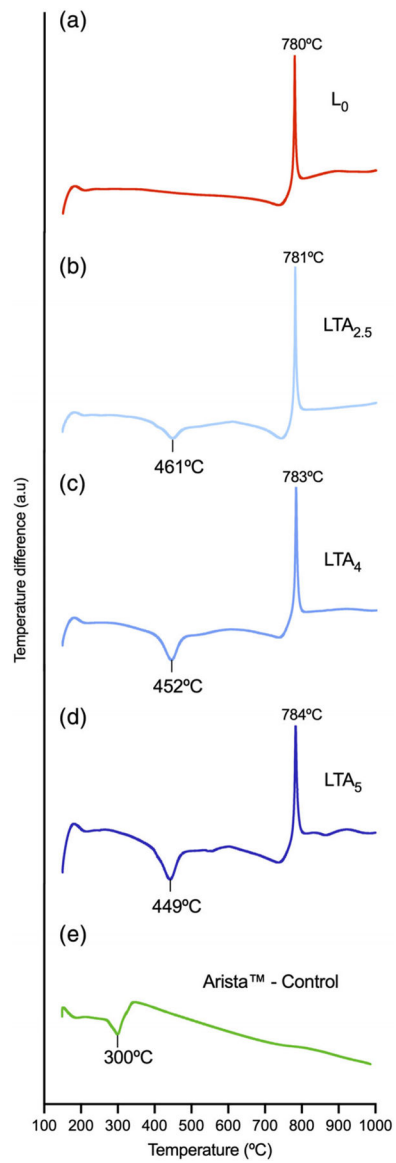 (a)
780ºC
L0
(b)
781ºC
LTA2.5
461ºC
(c)
783ºC
LTA4
452ºC
(d)
784ºC
LTA5
449ºC
(e)
Arista™ - Control
300ºC
Temperature difference (a.u)
100 200 300 400 500 600 700 800 900 1000
Temperature (ºC)